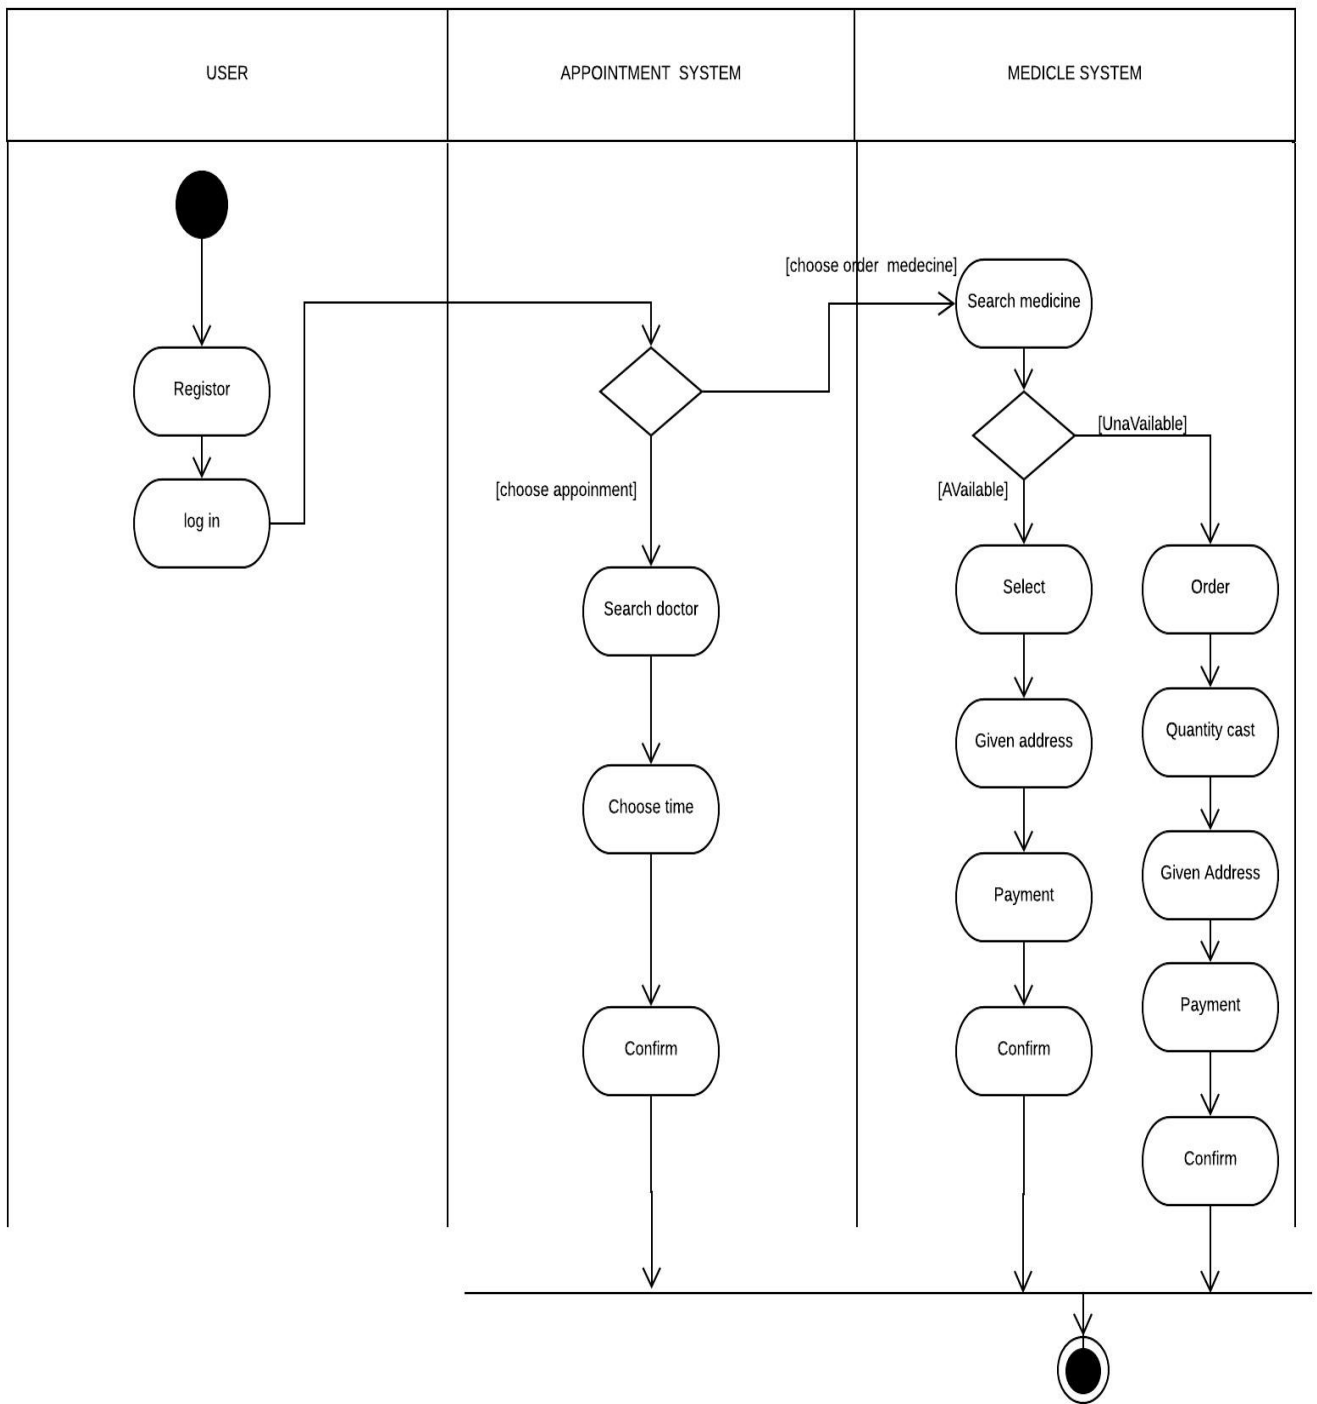 USER
APPOINTMENT SYSTEM
MEDICLE SYSTEM
[choose order medecine]
Search medicine
Registor
[UnaVailable]
[choose appoinment]
[AVailable]
log in
Search doctor
Select
Order
Quantity cast
Given address
Choose time
Given Address
Payment
Payment
Confirm
Confirm
Confirm